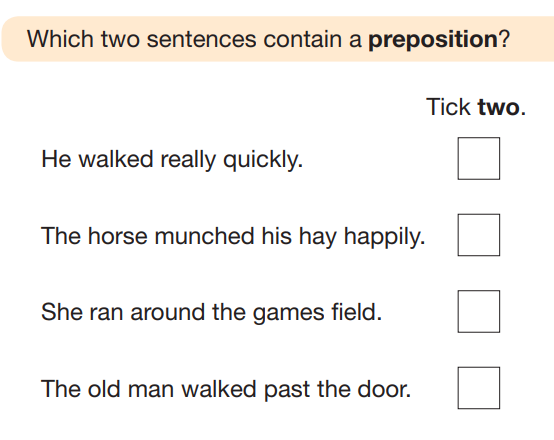 Which two sentences contain a preposition?
Tick two.
He walked really quickly.
The horse munched his hay happily.
She ran around the games field.
The old man walked past the door.